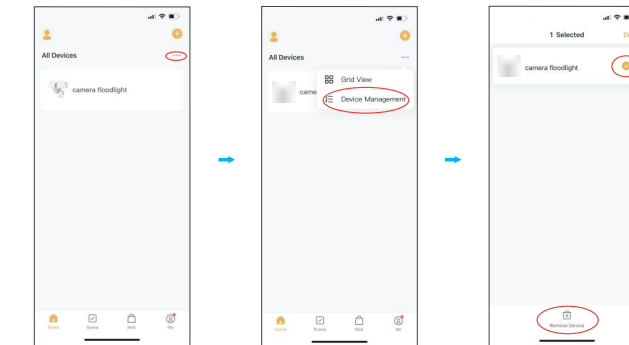 All Devices
...
camera floodlight
Home
Scene
Mall
Me
All Devices
...
Grid View
came
Device Management
Home
Scene
Mall
Me
1 Selected
D
camera floodlight
Remove Device